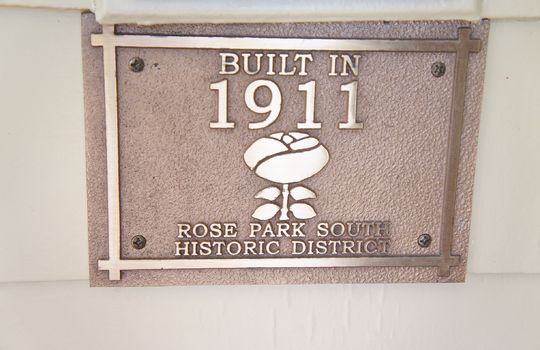 BUILT IN
1911
ROSE PARK SOUTH
HISTORIC DISTRICT